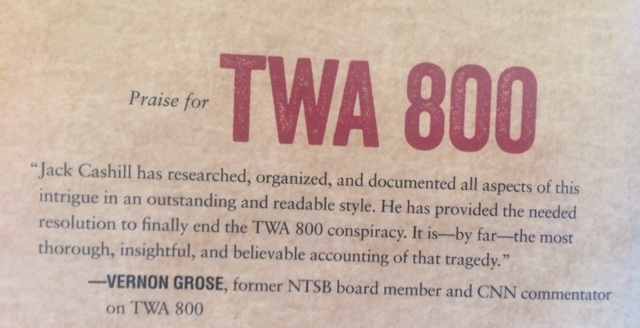 Praise for TWA 800
“Jack Cashill has researched, organized, and documented all aspects of this
intrigue in an outstanding and readable style. He has provided the needed
resolution to finally end the TWA 800 conspiracy. It is—by far—the most
thorough, insightful, and believable accounting of that tragedy.”
—VERNON GROSE, former NTSB board member and CNN commentator
on TWA 800